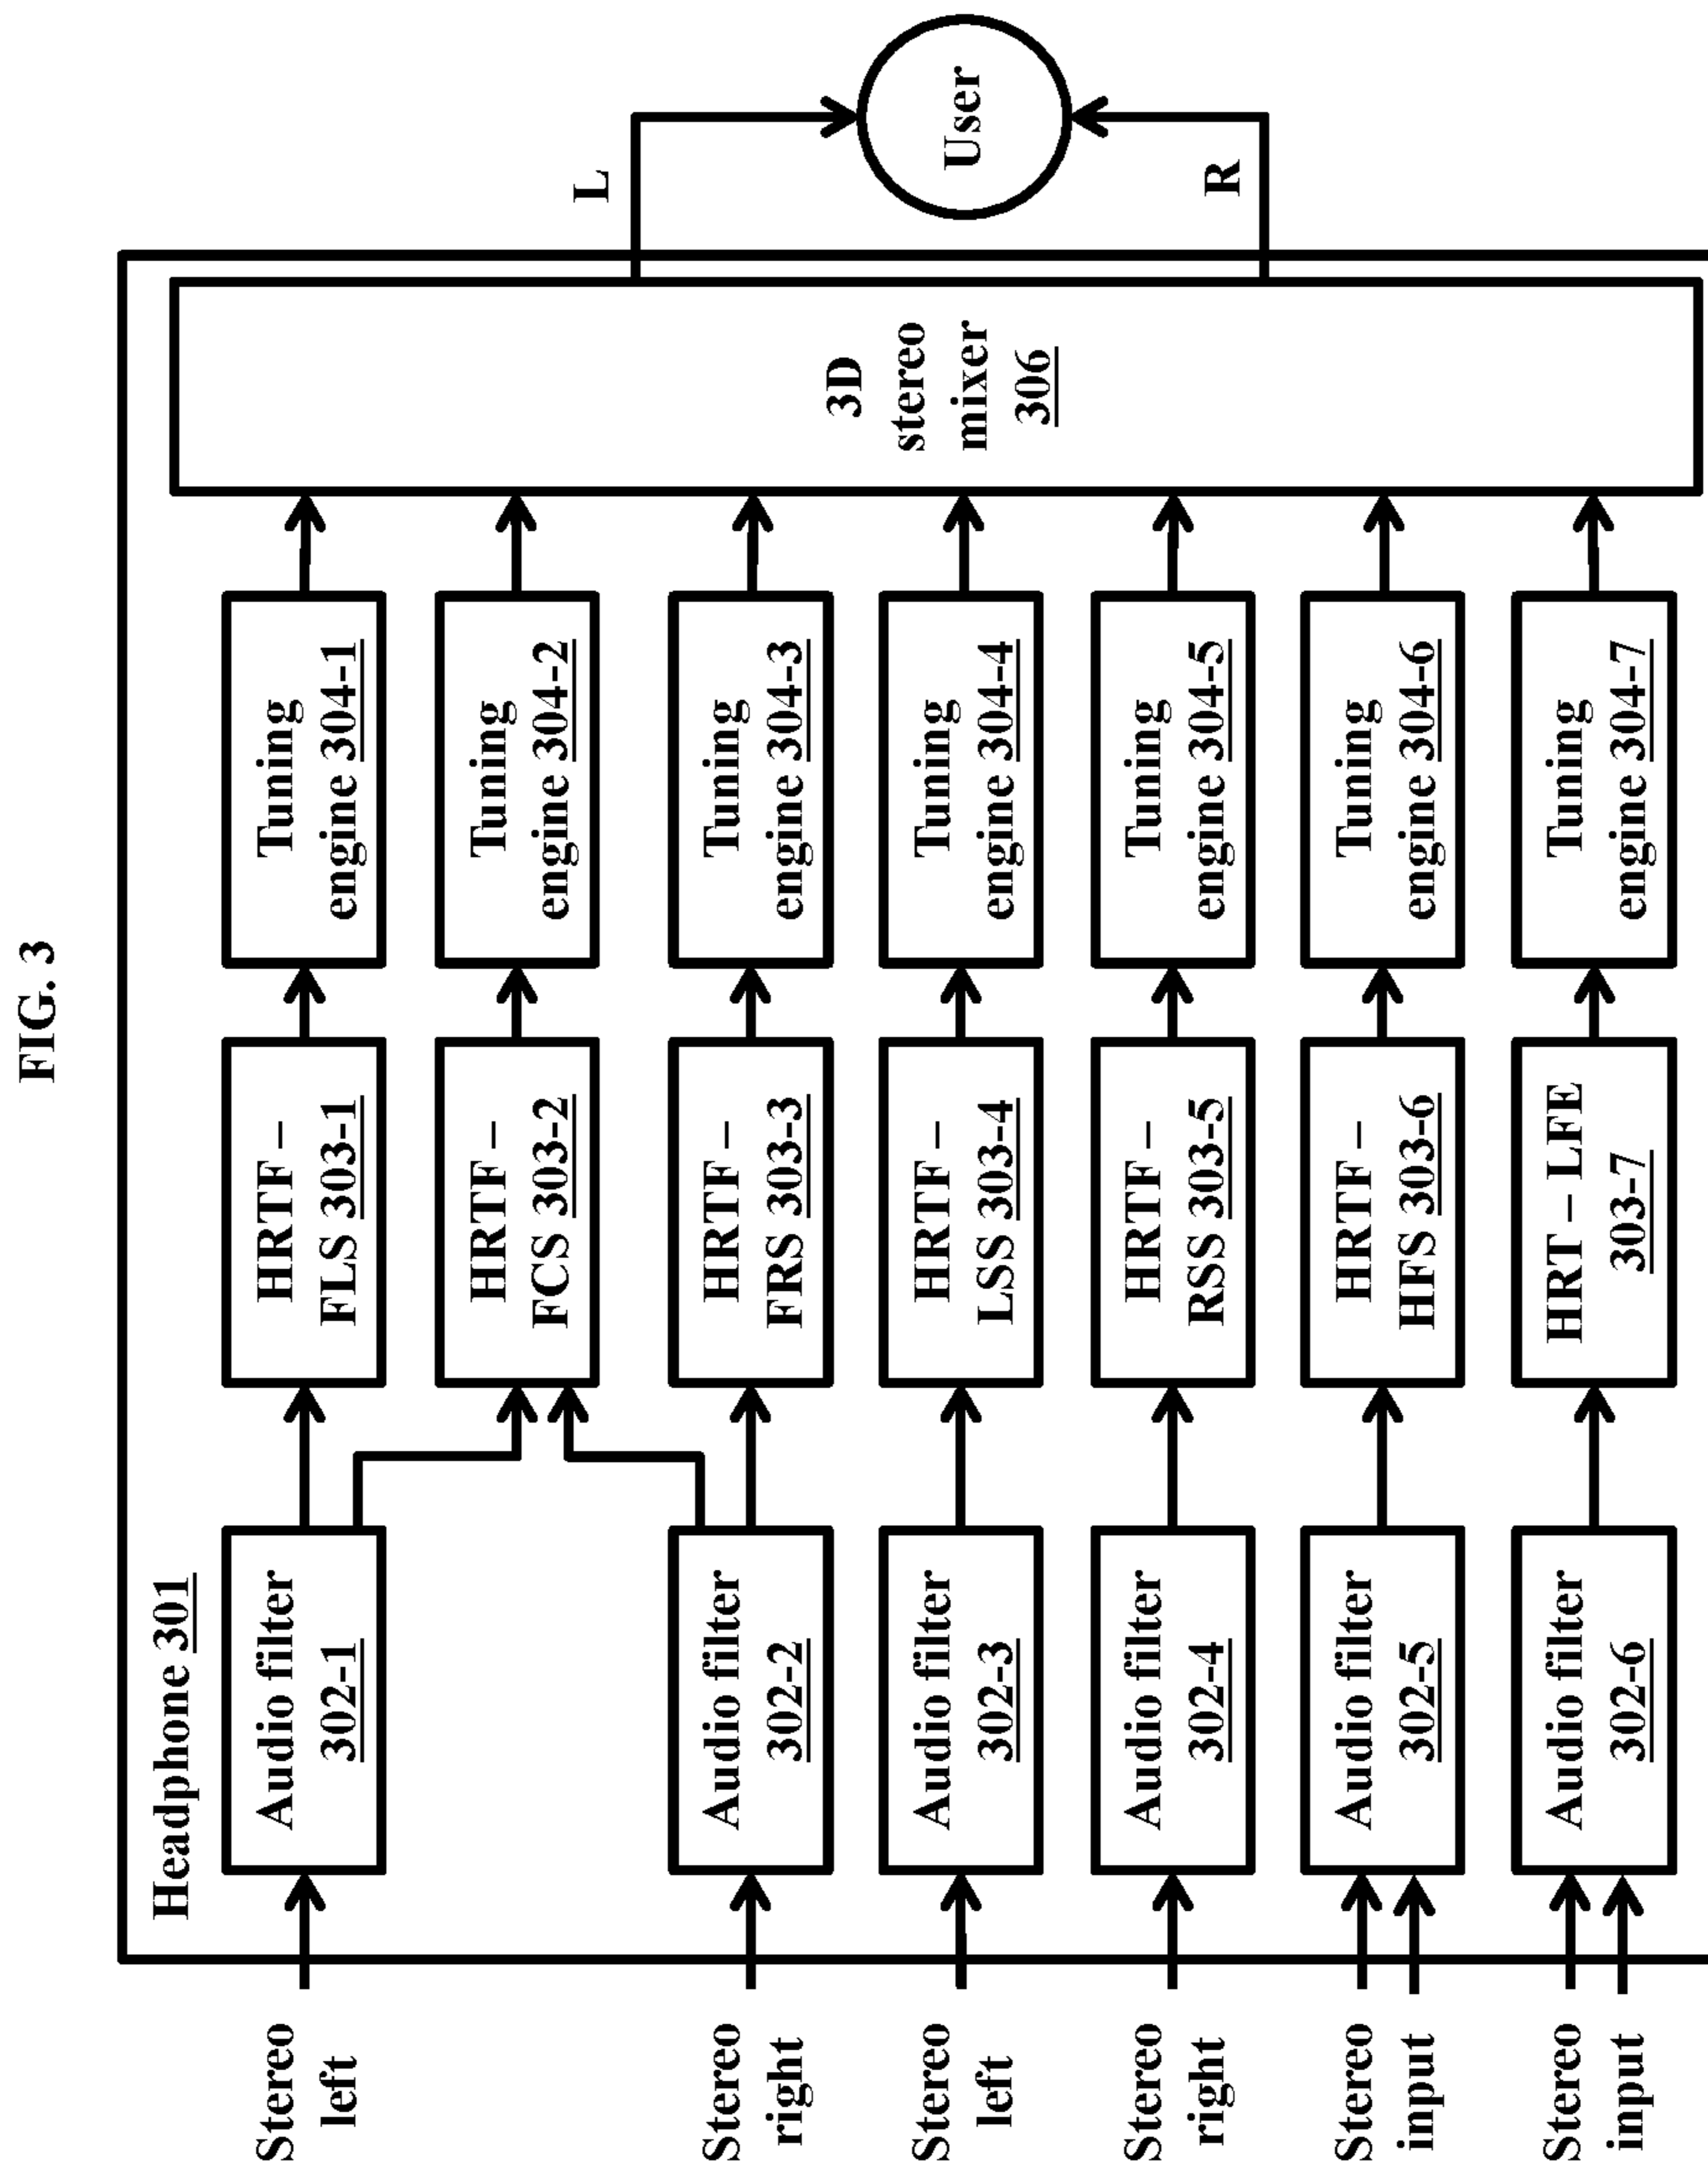 FIG. 3
Headphone 301
Stereo
left
Audio filter
302-1
HRTF –
FLS 303-1
Tuning
engine 304-1
HRTF –
FCS 303-2
Tuning
engine 304-2
Stereo
right
Audio filter
302-2
HRTF –
FRS 303-3
Tuning
engine 304-3
Stereo
left
Audio filter
302-3
HRTF –
LSS 303-4
Tuning
engine 304-4
Stereo
right
Audio filter
302-4
HRTF –
RSS 303-5
Tuning
engine 304-5
Stereo
input
Audio filter
302-5
HRTF –
HFS 303-6
Tuning
engine 304-6
Stereo
input
Audio filter
302-6
HRT – LFE
303-7
Tuning
engine 304-7
3D
stereo
mixer
306
L
User
R